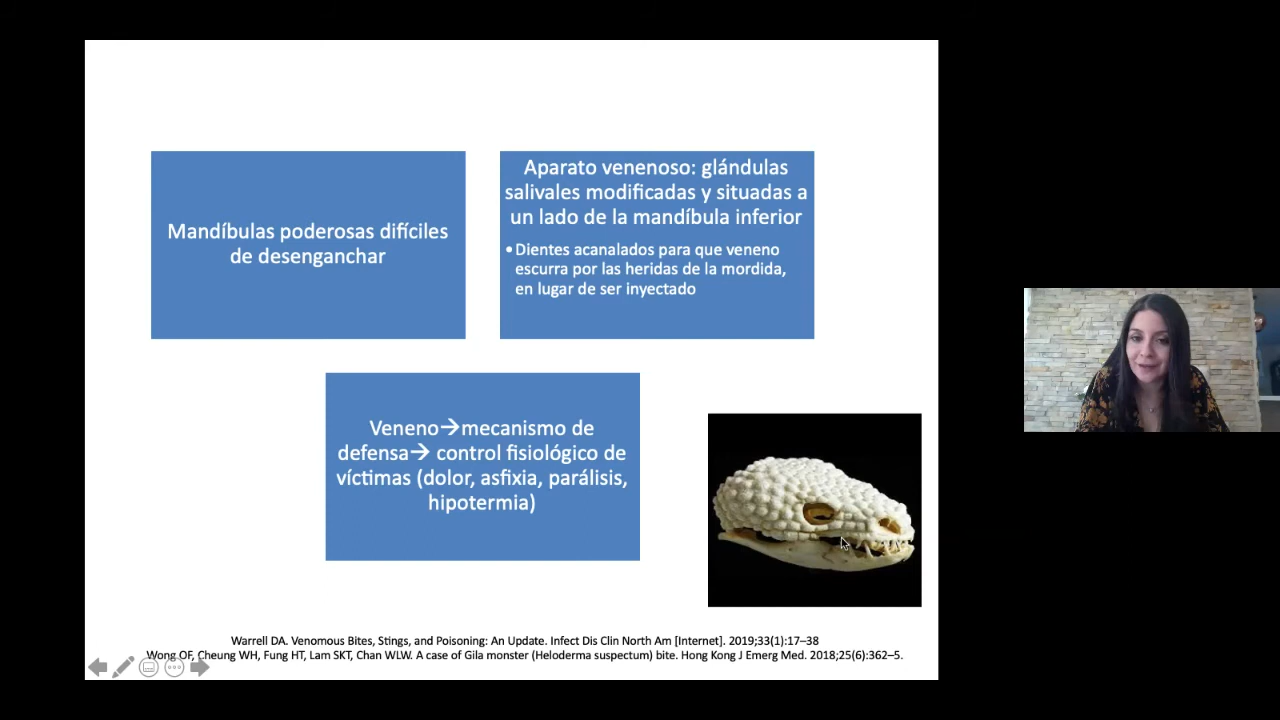 Mandíbulas poderosas difíciles
de desenganchar
Aparato venenoso: glándulas
salivales modificadas y situadas a
un lado de la mandíbula inferior
•Dientes acanalados para que veneno
escurra por las heridas de la mordida,
en lugar de ser inyectado
Veneno→mecanismo de
defensa→ control fisiológico de
víctimas (dolor, asfixia, parálisis,
hipotermia)
Warrell DA. Venomous Bites, Stings, and Poisoning: An Update. Infect Dis Clin North Am [Internet]. 2019;33(1):17–38
Wong OF, Cheung WH, Fung HT, Lam SKT, Chan WLW. A case of Gila monster (Heloderma suspectum) bite. Hong Kong J Emerg Med. 2018;25(6):362–5.